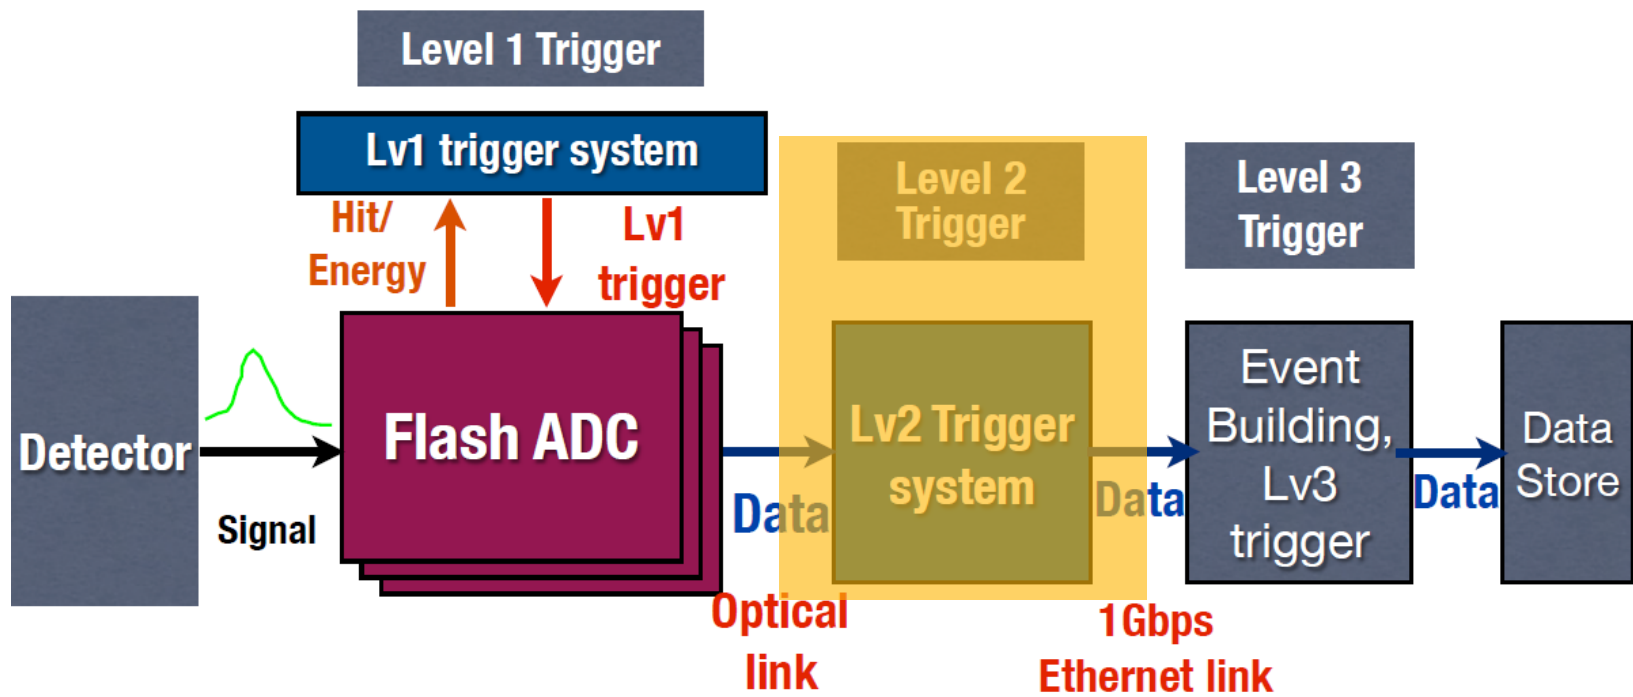 Level 1 Trigger
Lv1 trigger system
Hit/
Energy
Lv1
trigger
Level 2
Trigger
Level 3
Trigger
Detector
Signal
Flash ADC
Data
Optical
link
Lv2 Trigger
system
Data
1Gbps
Ethernet link
Event
Building,
Lv3
trigger
Data
Data
Store